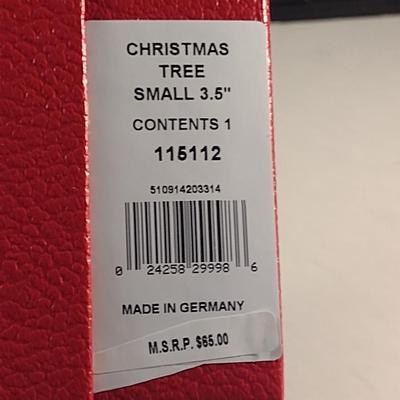 CHRISTMAS
TREE
SMALL 3.5"
CONTENTS 1
115112
510914203314
0 24258 29998 6
MADE IN GERMANY
M.S.R.P. $65.00